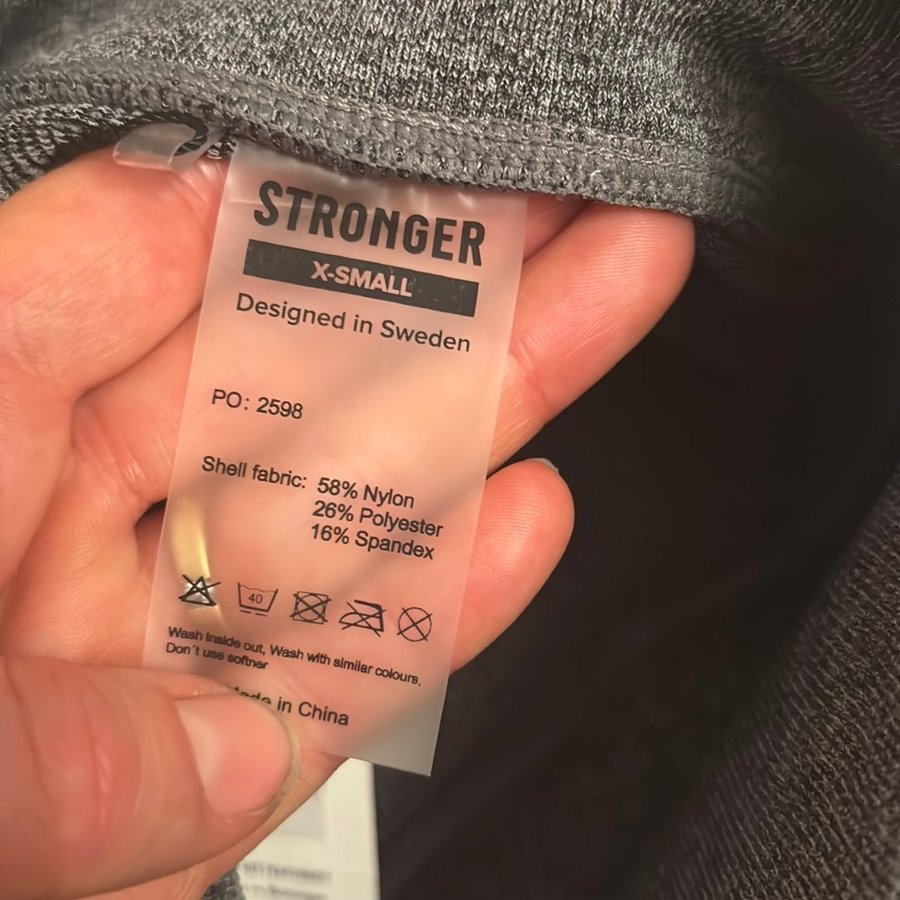 STRONGER
X-SMALL
Designed in Sweden
PO: 2598
Shell fabric: 58% Nylon
26% Polyester
16% Spandex
40
Wash inside out, Wash with similar colours.
Don´t use softner
in China